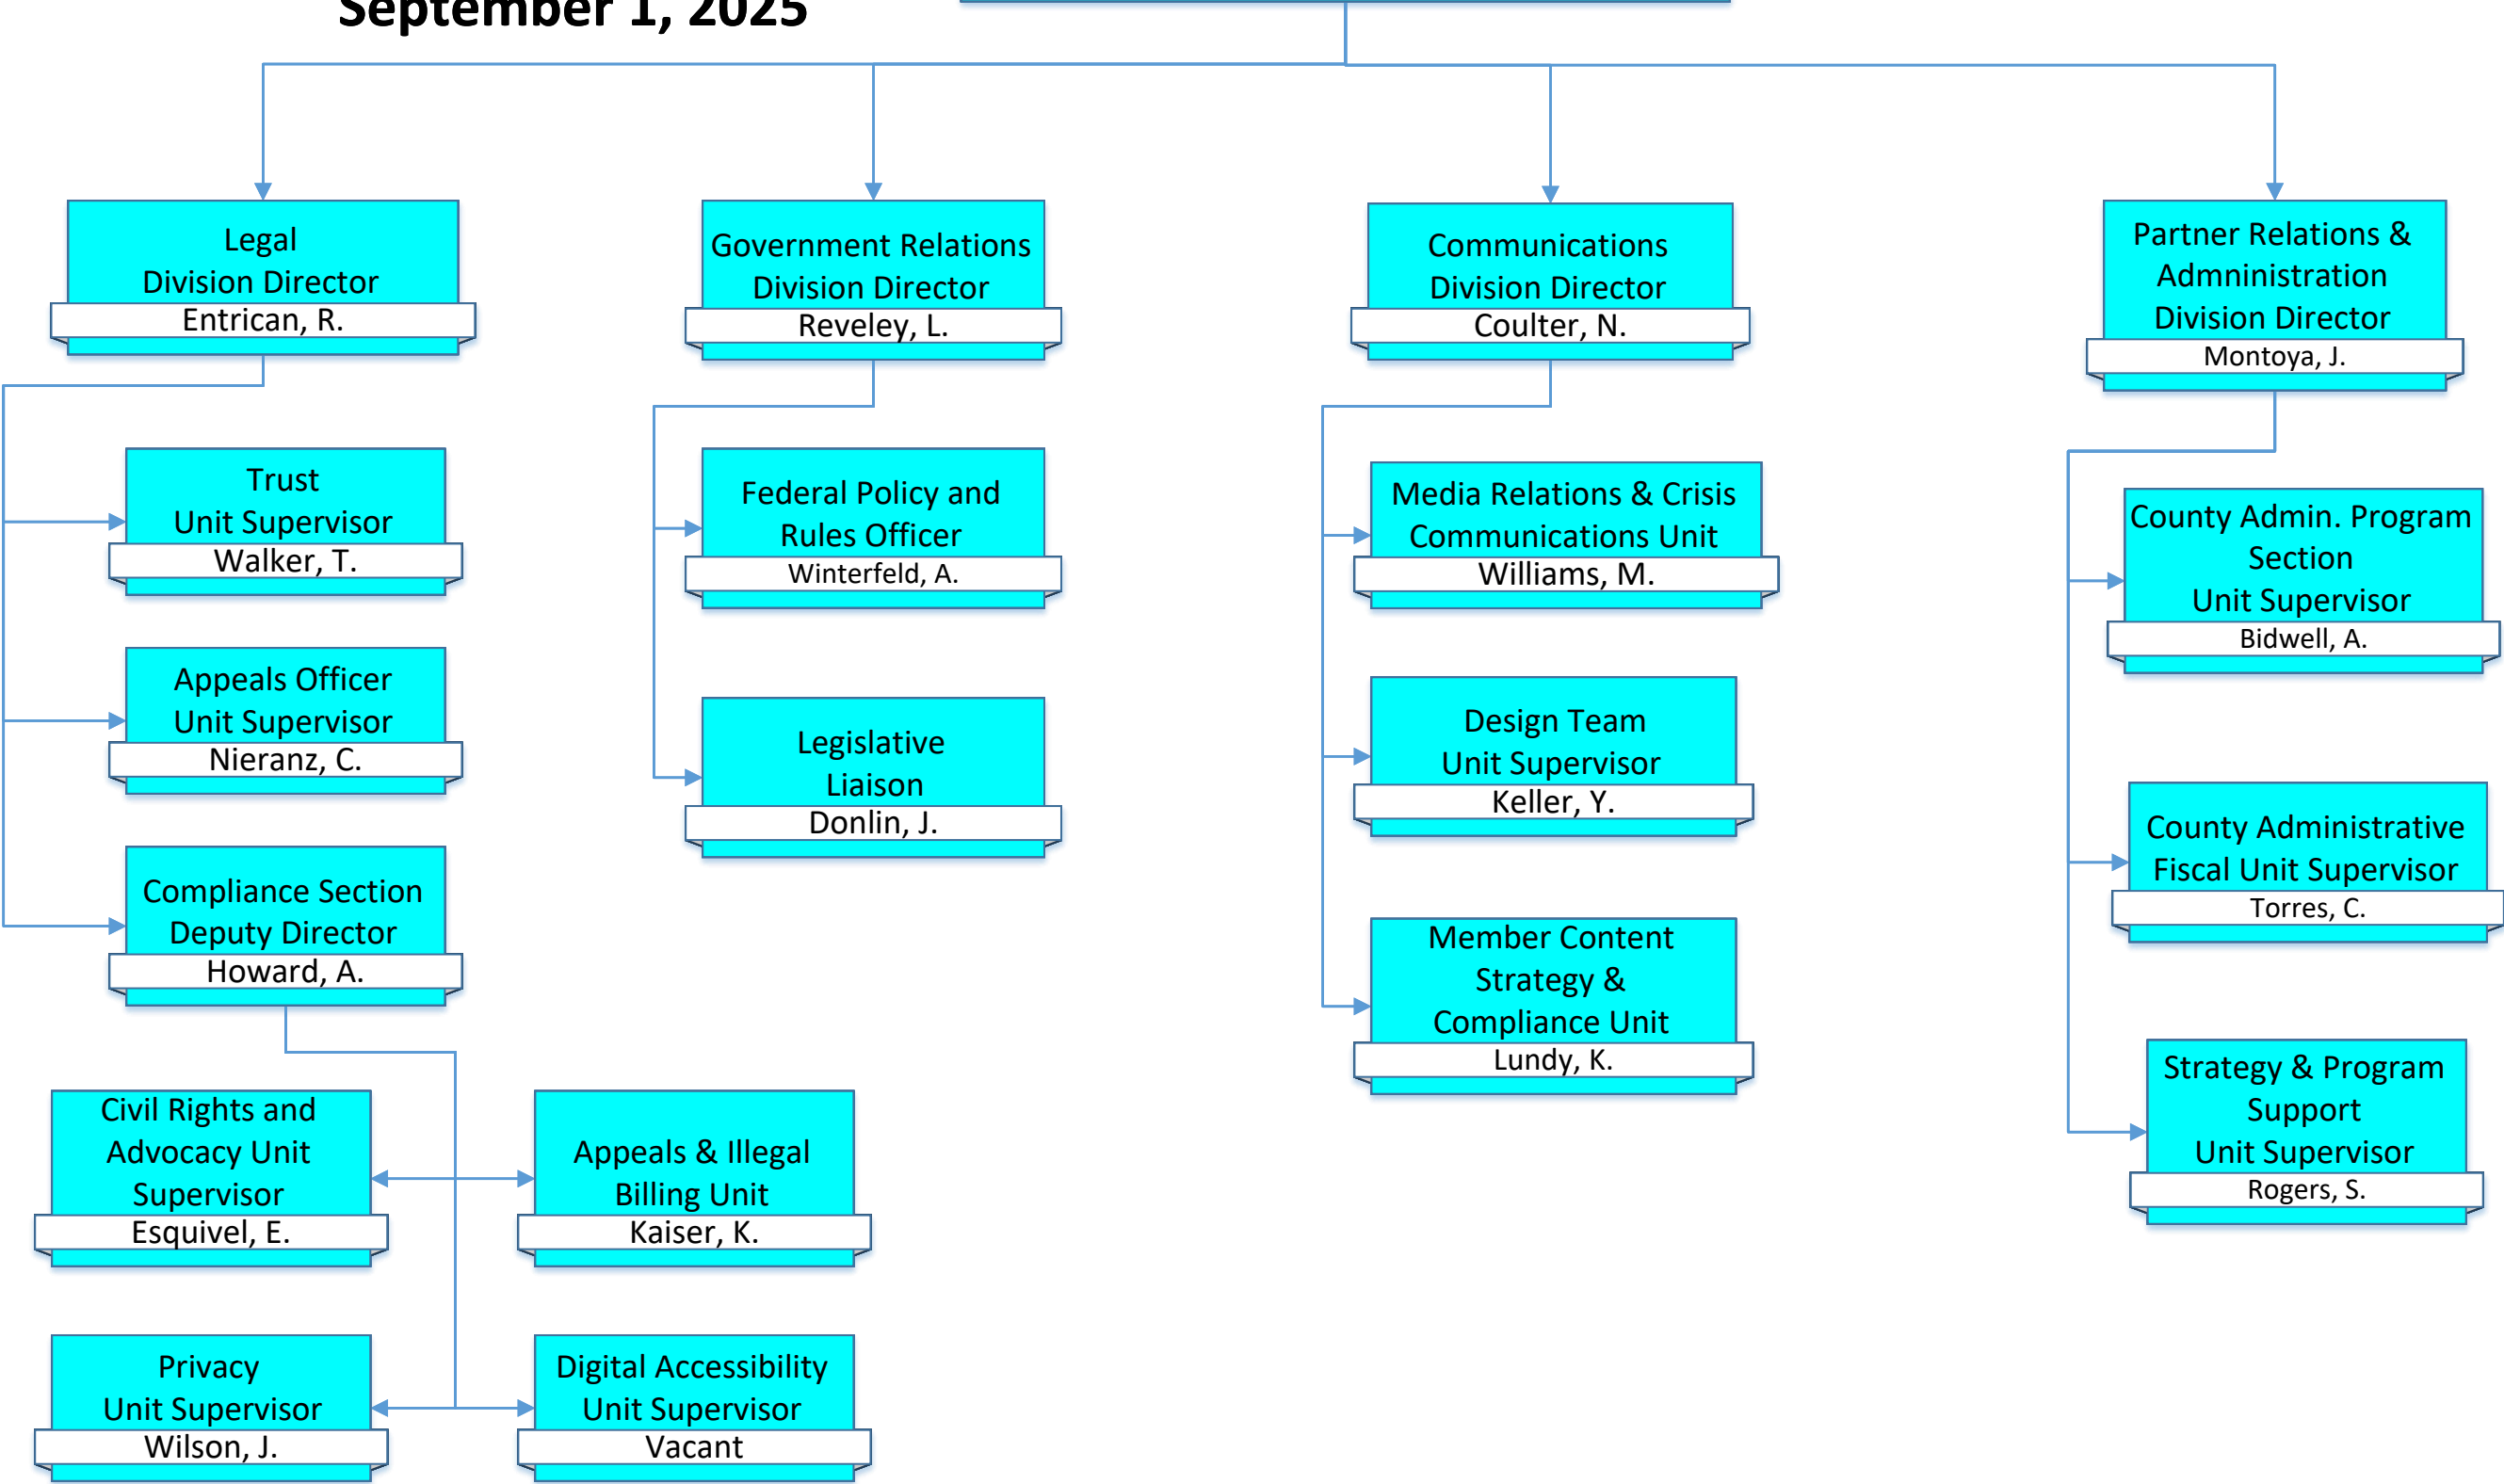 September 1, 2025
Legal
Division Director
Entrican, R.
Government Relations
Division Director
Reveley, L.
Communications
Division Director
Coulter, N.
Partner Relations &
Admninistration
Division Director
Montoya, J.
Trust
Unit Supervisor
Walker, T.
Appeals Officer
Unit Supervisor
Nieranz, C.
Compliance Section
Deputy Director
Howard, A.
Civil Rights and
Advocacy Unit
Supervisor
Esquivel, E.
Appeals & Illegal
Billing Unit
Kaiser, K.
Privacy
Unit Supervisor
Wilson, J.
Digital Accessibility
Unit Supervisor
Vacant
Federal Policy and
Rules Officer
Winterfeld, A.
Legislative
Liaison
Donlin, J.
Media Relations & Crisis
Communications Unit
Williams, M.
Design Team
Unit Supervisor
Keller, Y.
Member Content
Strategy &
Compliance Unit
Lundy, K.
County Admin. Program
Section
Unit Supervisor
Bidwell, A.
County Administrative
Fiscal Unit Supervisor
Torres, C.
Strategy & Program
Support
Unit Supervisor
Rogers, S.